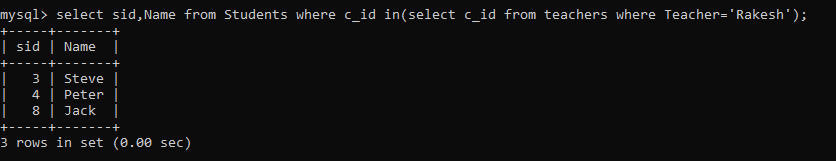 mysql> select sid,Name from Students where c_id in(select c_id from teachers where Teacher='Rakesh');
+-----+-------+
| sid | Name  |
+-----+-------+
|   3 | Steve |
|   4 | Peter |
|   8 | Jack  |
+-----+-------+
3 rows in set (0.00 sec)